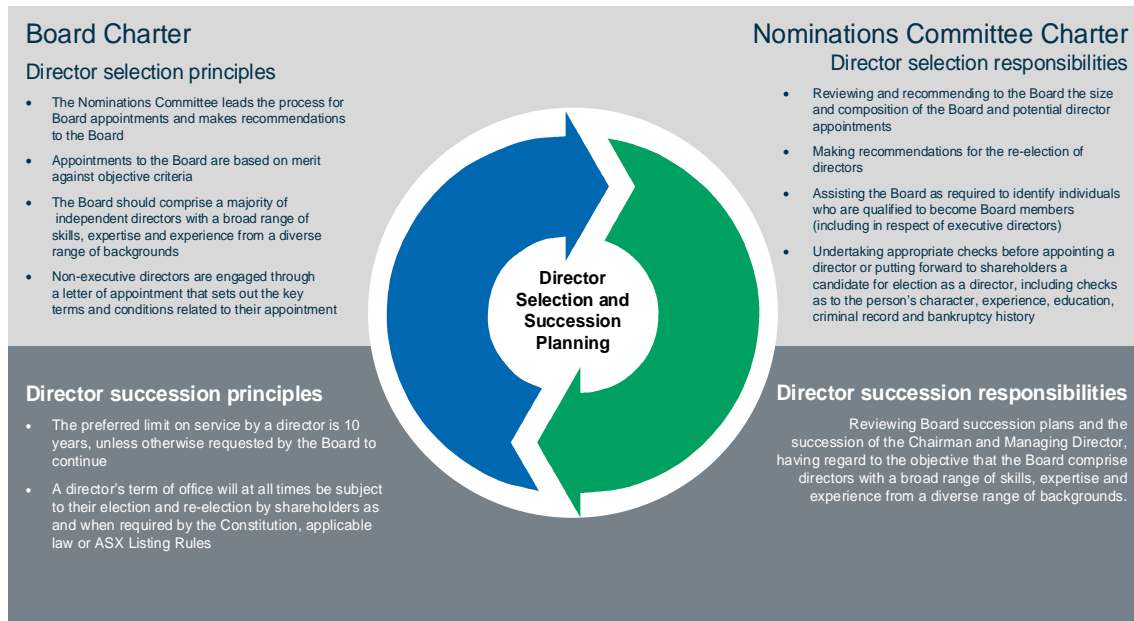 Board Charter
Director selection principles
• The Nominations Committee leads the process for
Board appointments and makes recommendations
to the Board
• Appointments to the Board are based on merit
against objective criteria
• The Board should comprise a majority of
independent directors with a broad range of
skills, expertise and experience from a diverse
range of backgrounds
• Non-executive directors are engaged through
a letter of appointment that sets out the key
terms and conditions related to their appointment
Nominations Committee Charter
Director selection responsibilities
• Reviewing and recommending to the Board the size
and composition of the Board and potential director
appointments
• Making recommendations for the re-election of
directors
• Assisting the Board as required to identify individuals
who are qualified to become Board members
(including in respect of executive directors)
• Undertaking appropriate checks before appointing a
director or putting forward to shareholders a
candidate for election as a director, including checks
as to the person's character, experience, education,
criminal record and bankruptcy history
Director
Selection and
Succession
Planning
Director succession principles
• The preferred limit on service by a director is 10
years, unless otherwise requested by the Board to
continue
• A director's term of office will at all times be subject
to their election and re-election by shareholders as
and when required by the Constitution, applicable
law or ASX Listing Rules
Director succession responsibilities
Reviewing Board succession plans and the
succession of the Chairman and Managing Director,
having regard to the objective that the Board comprise
directors with a broad range of skills, expertise and
experience from a diverse range of backgrounds.